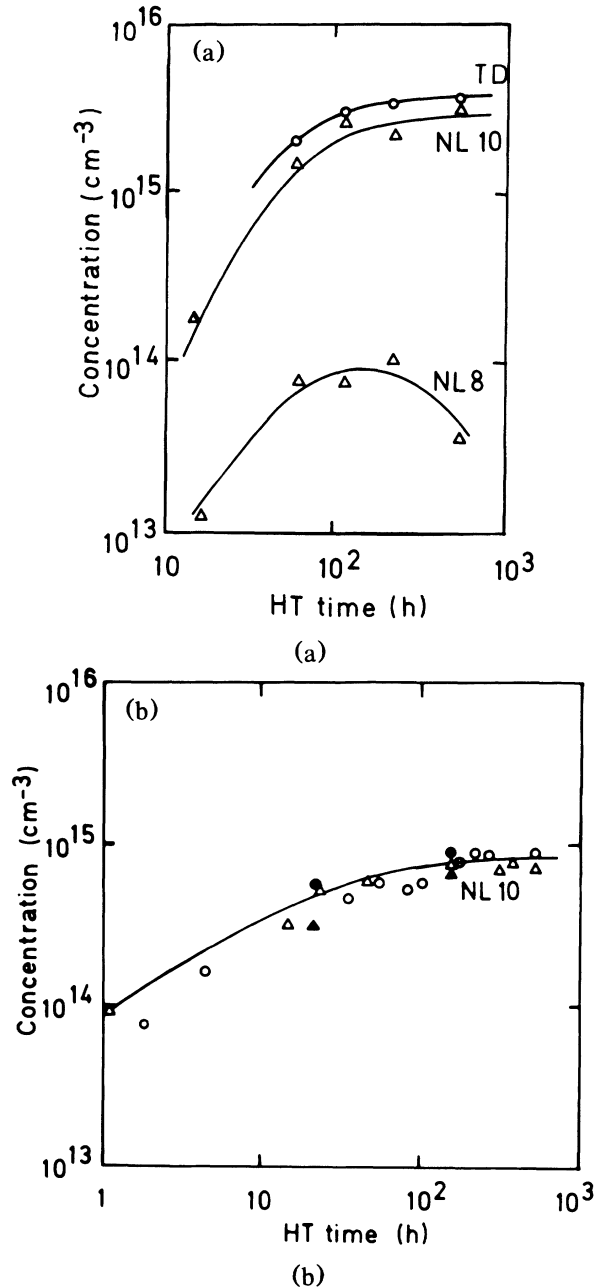 10^16
(a)
TD
NL 10
10^15
Concentration (cm^-3)
10^14
NL 8
10^13
10
10^2
10^3
HT time (h)
(a)
10^16
(b)
10^15
NL 10
Concentration (cm^-3)
10^14
10^13
1
10
10^2
10^3
HT time (h)
(b)